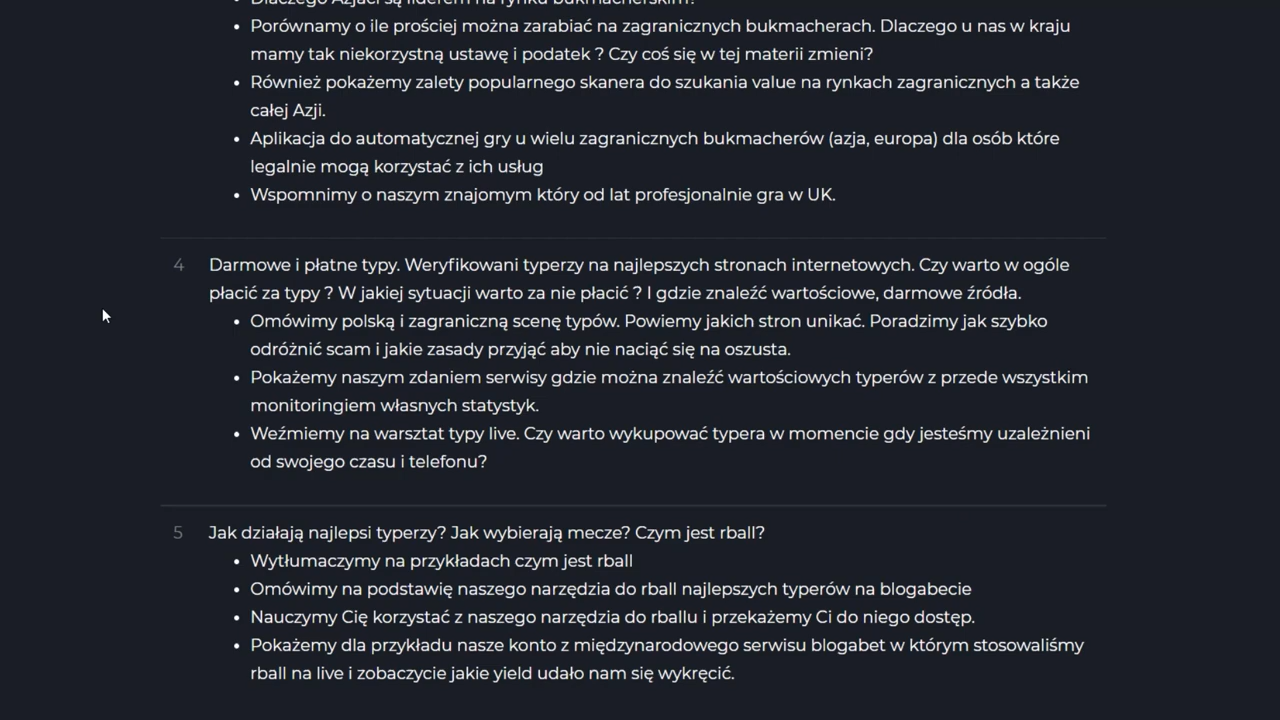 Dlaczego Azjaci są liderem na rynku bukmacherskim?
• Porównamy o ile prościej można zarabiać na zagranicznych bukmacherach. Dlaczego u nas w kraju
mamy tak niekorzystną ustawę i podatek ? Czy coś się w tej materii zmieni?
• Również pokażemy zalety popularnego skanera do szukania value na rynkach zagranicznych a także
całej Azji.
• Aplikacja do automatycznej gry u wielu zagranicznych bukmacherów (azja, europa) dla osób które
legalnie mogą korzystać z ich usług
• Wspomnimy o naszym znajomym który od lat profesjonalnie gra w UK.
4 Darmowe i płatne typy. Weryfikowani typerzy na najlepszych stronach internetowych. Czy warto w ogóle
płacić za typy ? W jakiej sytuacji warto za nie płacić ? I gdzie znaleźć wartościowe, darmowe źródła.
• Omówimy polską i zagraniczną scenę typów. Powiemy jakich stron unikać. Poradzimy jak szybko
odróżnić scam i jakie zasady przyjąć aby nie naciąć się na oszusta.
• Pokażemy naszym zdaniem serwisy gdzie można znaleźć wartościowych typerów z przede wszystkim
monitoringiem własnych statystyk.
• Weźmiemy na warsztat typy live. Czy warto wykupować typera w momencie gdy jesteśmy uzależnieni
od swojego czasu i telefonu?
5 Jak działają najlepsi typerzy? Jak wybierają mecze? Czym jest rball?
• Wytłumaczymy na przykładach czym jest rball
• Omówimy na podstawię naszego narzędzia do rball najlepszych typerów na blogabecie
• Nauczymy Cię korzystać z naszego narzędzia do rballu i przekażemy Ci do niego dostęp.
• Pokażemy dla przykładu nasze konto z międzynarodowego serwisu blogabet w którym stosowaliśmy
rball na live i zobaczycie jakie yield udało nam się wykręcić.